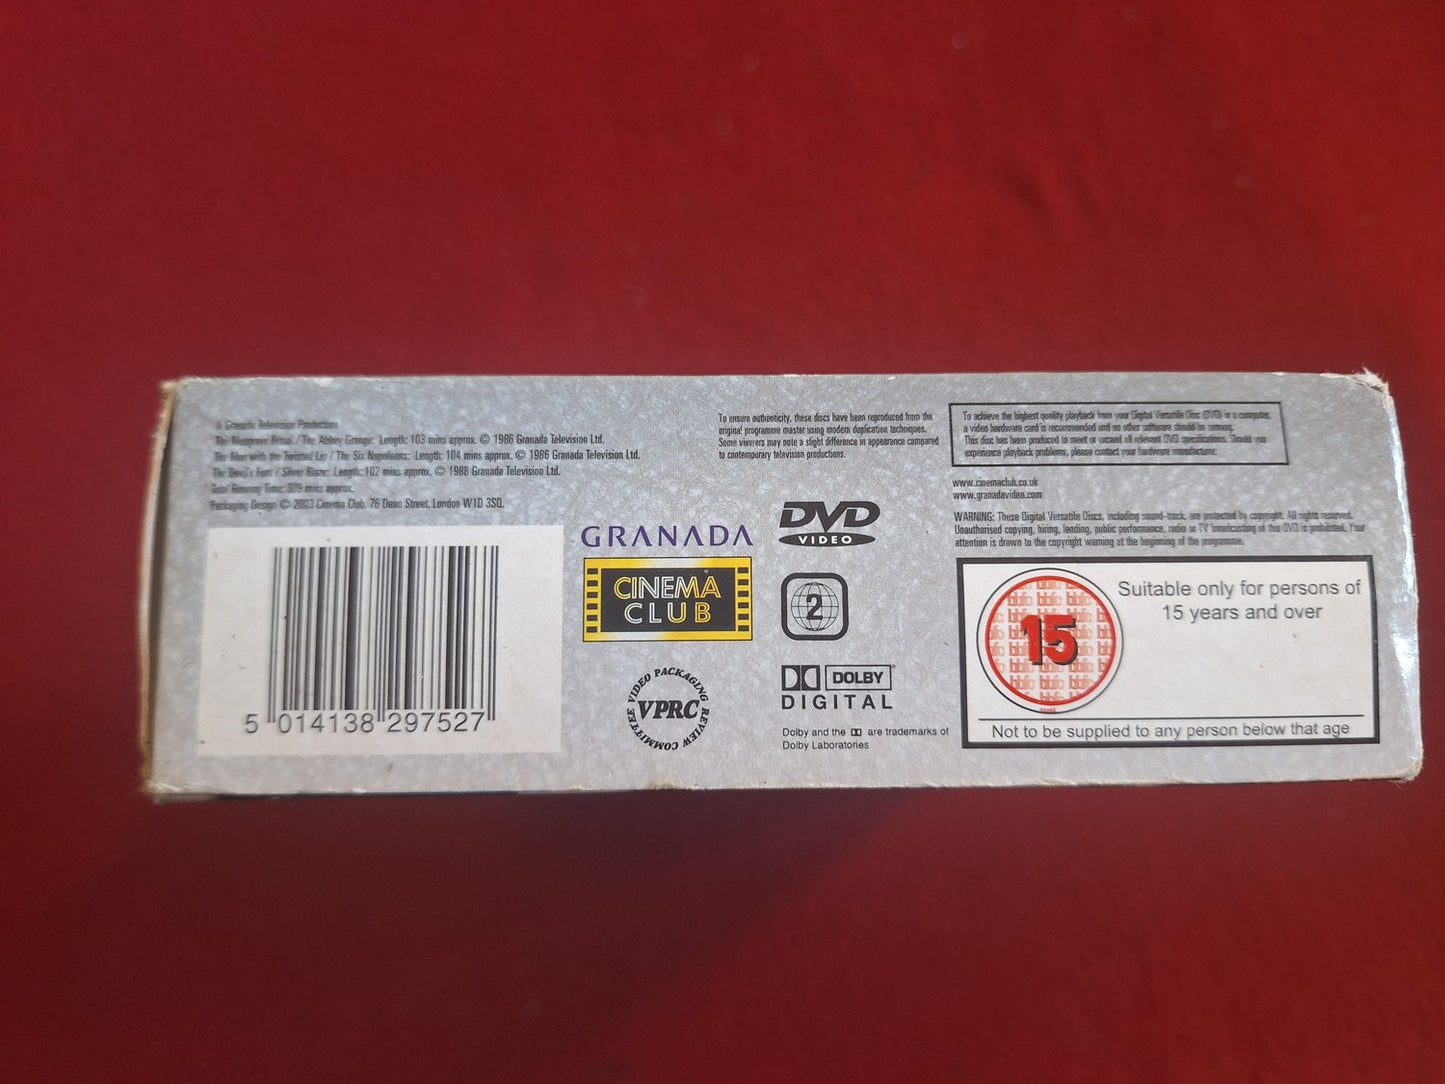 A Granada Television Production
The Musgrave Ritual / The Abbey Grange: Length: 103 mins approx. © 1986 Granada Television Ltd.
The Man with the Twisted Lip / The Six Napoleons: Length: 104 mins approx. © 1986 Granada Television Ltd.
The Devil's Foot / Silver Blaze: Length: 102 mins approx. © 1988 Granada Television Ltd.
Total Running Time: 309 mins approx.
Packaging Design © 2003 Cinema Club, 76 Dean Street, London W1D 3SQ.
5 014138 297527
GRANADA
CINEMA
CLUB
VIDEO PACKAGING REVIEW COMMITTEE
VPRC
To ensure authenticity, these discs have been reproduced from the
original programme master using modern duplication techniques.
Some viewers may note a slight difference in appearance compared
to contemporary television productions.
DVD
VIDEO
2
DOLBY
DIGITAL
Dolby and the are trademarks of
Dolby Laboratories
To achieve the highest quality playback from your Digital Versatile Disc (DVD) in a computer,
a video hardware card is recommended and no other software should be running.
This disc has been produced to meet or exceed all relevant DVD specifications. Should you
experience playback problems, please contact your hardware manufacturer.
www.cinemaclub.co.uk
www.granadavideo.com
WARNING: These Digital Versatile Discs, including sound-track, are protected by copyright. All rights reserved.
Unauthorised copying, hiring, lending, public performance, radio or TV broadcasting of this DVD is prohibited. Your
attention is drawn to the copyright warning at the beginning of the programme.
15
Suitable only for persons of
15 years and over
Not to be supplied to any person below that age